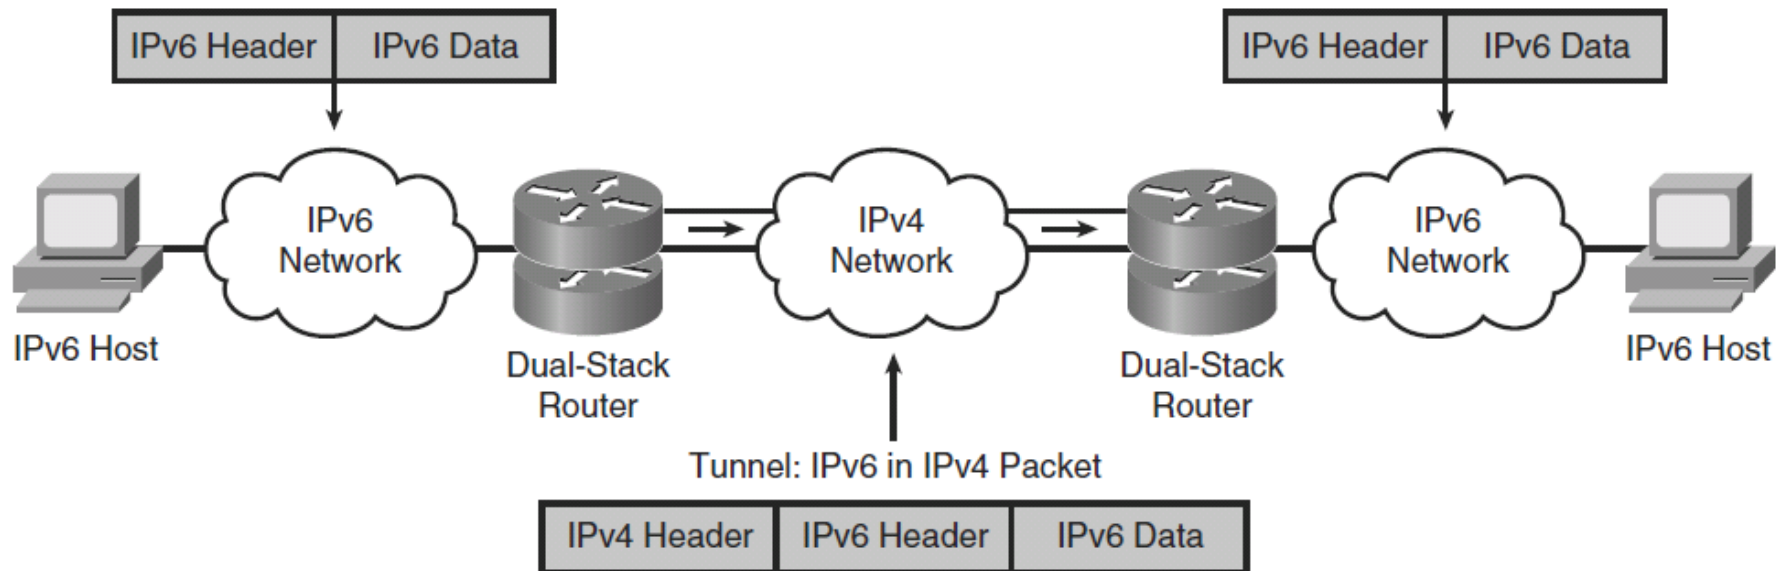 IPv6 Header IPv6 Data
IPv6 Header IPv6 Data
IPv6
Network
IPv4
Network
IPv6
Network
IPv6 Host
Dual-Stack
Router
Dual-Stack
Router
IPv6 Host
Tunnel: IPv6 in IPv4 Packet
IPv4 Header IPv6 Header IPv6 Data